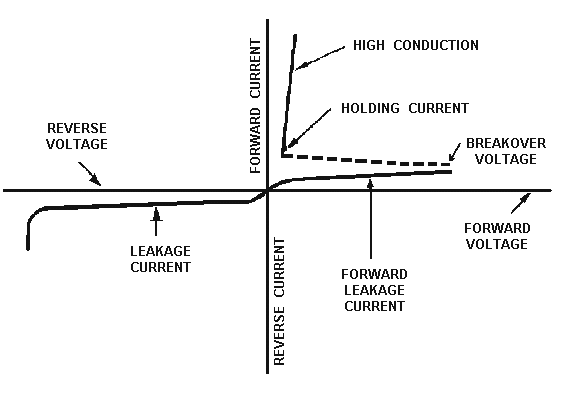 HIGH CONDUCTION
FORWARD CURRENT
HOLDING CURRENT
REVERSE
VOLTAGE
BREAKOVER
VOLTAGE
FORWARD
VOLTAGE
LEAKAGE
CURRENT
FORWARD
LEAKAGE
CURRENT
REVERSE CURRENT